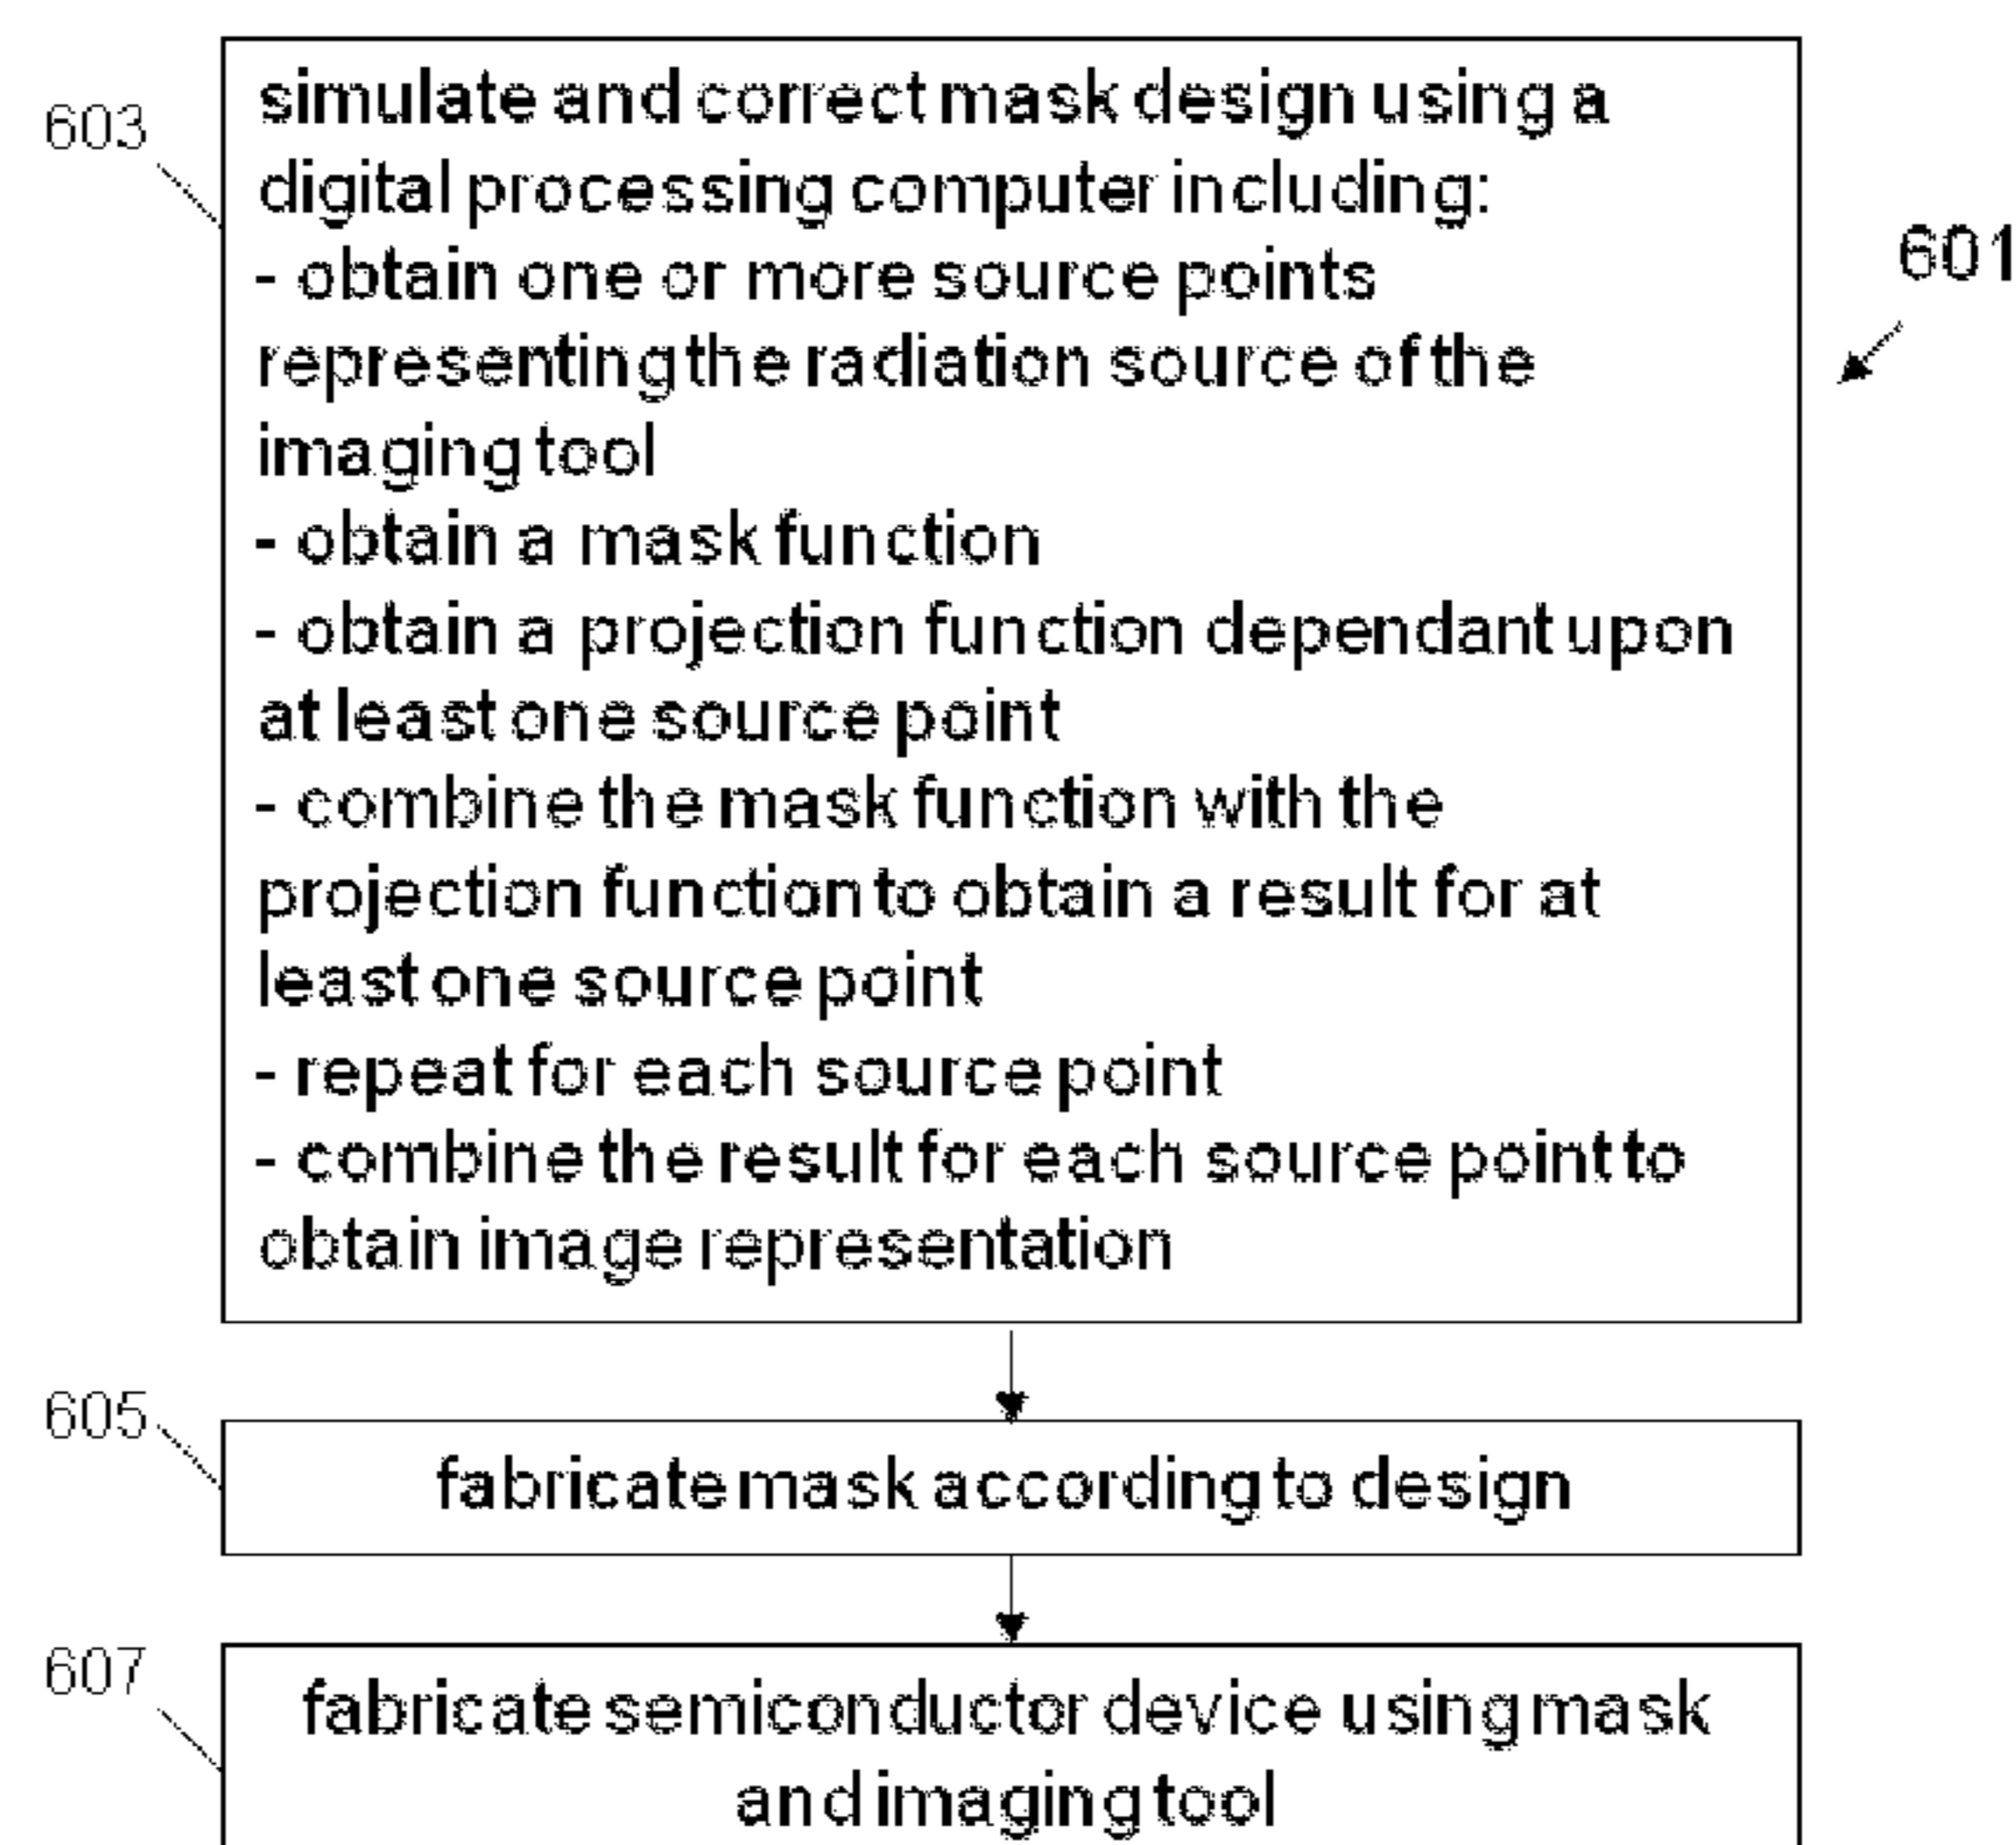 603
simulate and correct mask design using a
digital processing computer including:
- obtain one or more source points
representing the radiation source of the
imaging tool
- obtain a mask function
- obtain a projection function dependant upon
at least one source point
- combine the mask function with the
projection function to obtain a result for at
least one source point
- repeat for each source point
- combine the result for each source point to
obtain image representation
601
605
fabricate mask according to design
607
fabricate semiconductor device using mask
and imaging tool